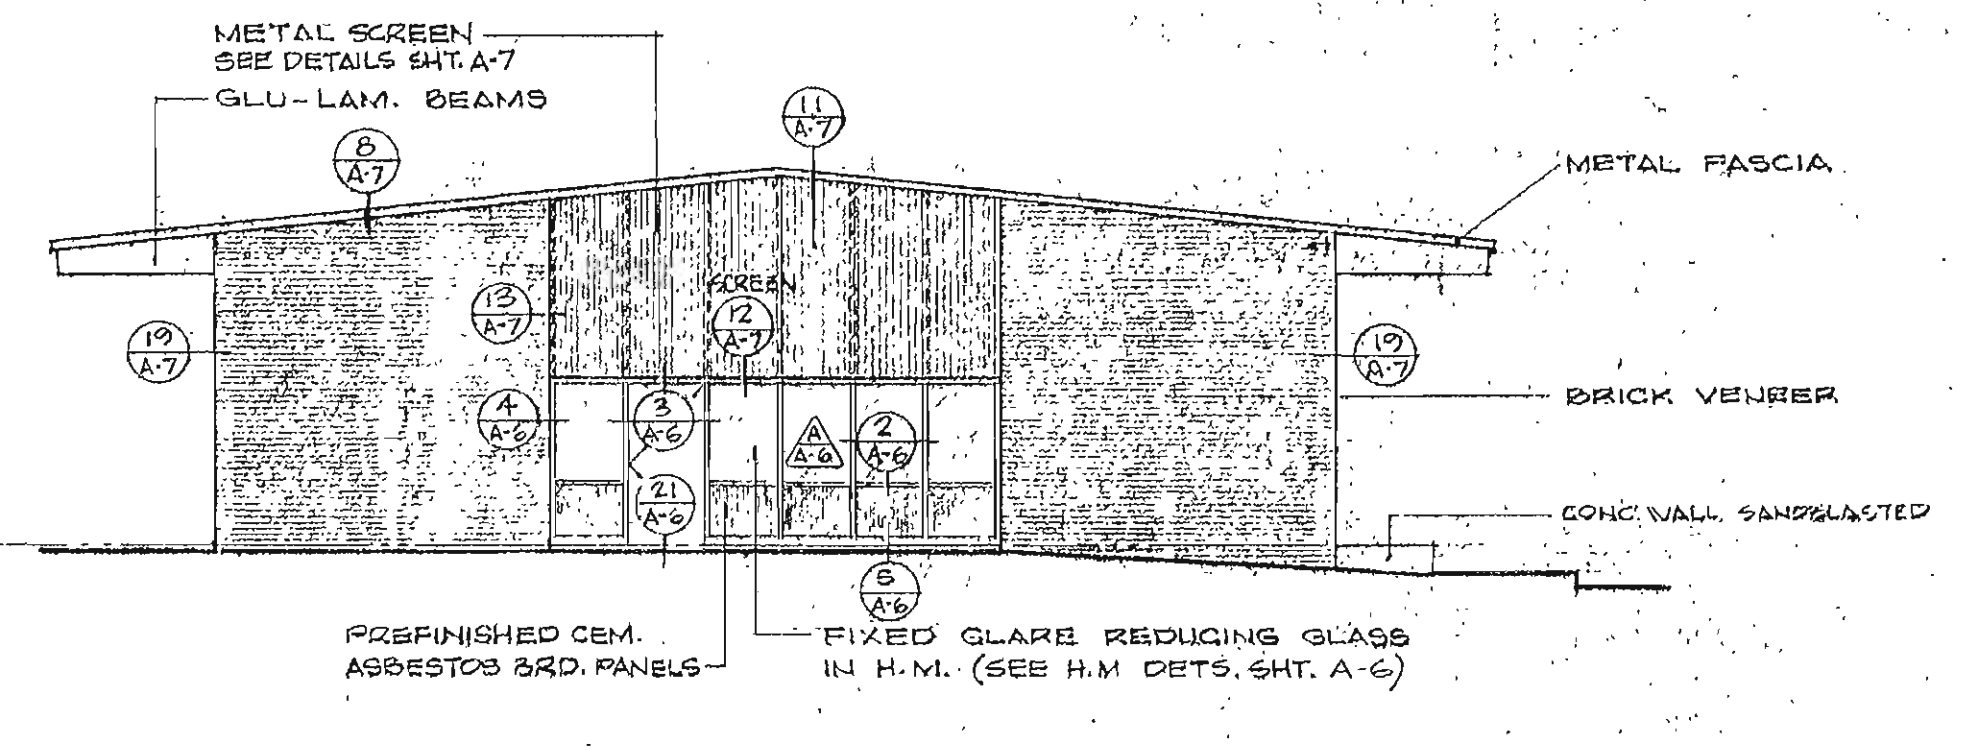 METAL SCREEN
SEE DETAILS SHT. A-7
GLU-LAM. BEAMS
11
A-7
8
A-7
METAL FASCIA
SCREEN
13
A-7
12
A-7
19
A-7
19
A-7
BRICK VENEER
4
A-6
3
A-6
A
A-6
2
A-6
21
A-6
CONC. WALL SANDBLASTED
5
A-6
PREFINISHED CEM.
ASBESTOS BRD. PANELS
FIXED GLARE REDUCING GLASS
IN H.M. (SEE H.M DETS. SHT. A-6)